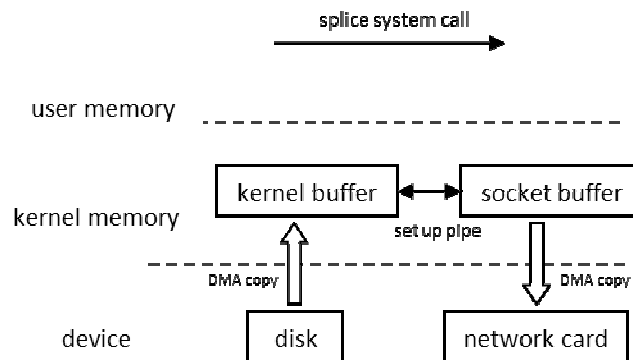 splice system call
user memory
kernel buffer
socket buffer
kernel memory
set up pipe
DMA copy
DMA copy
device
disk
network card